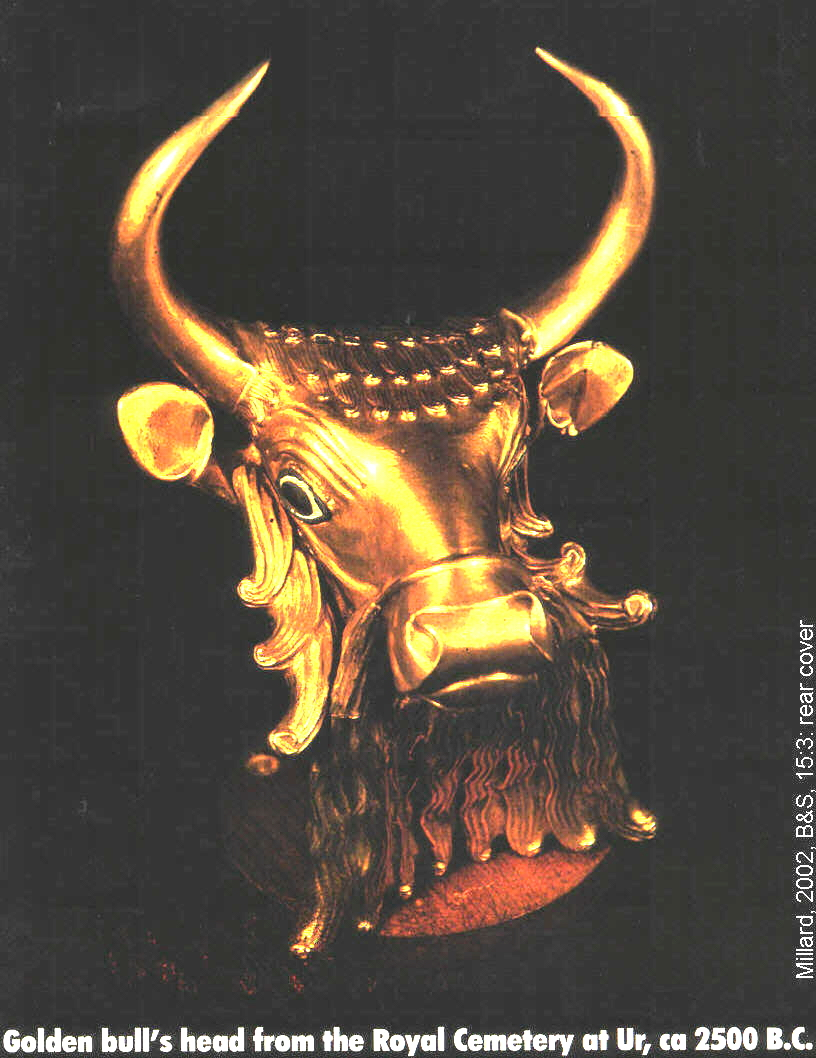 Golden bull's head from the Royal Cemetery at Ur, ca 2500 B.C.
Millard, 2002, B&S, 15:3: rear cover